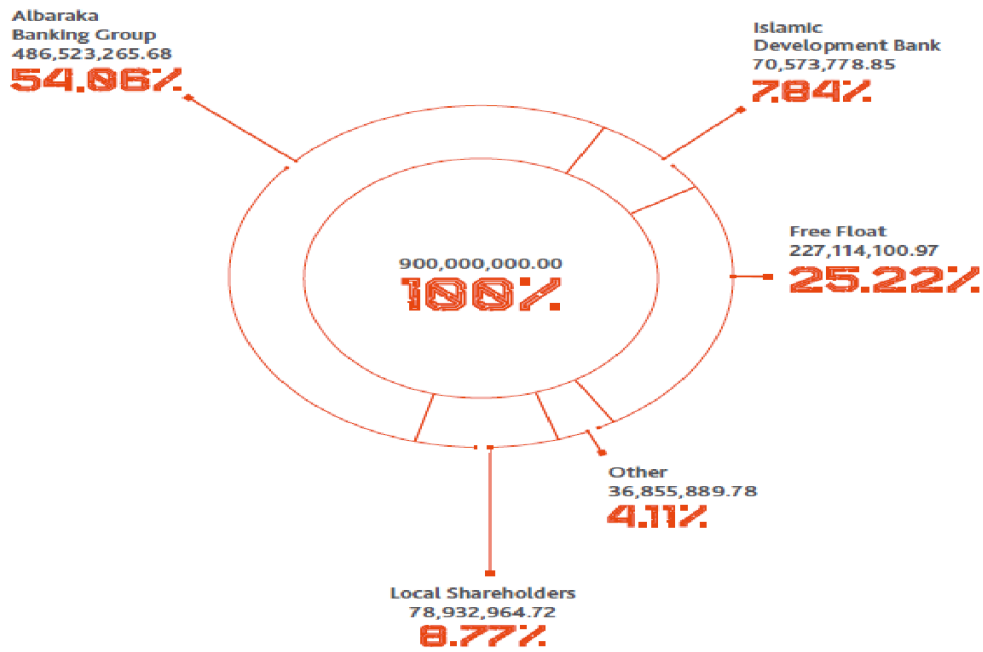 Albaraka
Banking Group
486,523,265.68
54.06%
Islamic
Development Bank
70,573,778.85
7.84%
Free Float
227,114,100.97
25.22%
900,000,000.00
100%
Other
36,855,889.78
4.11%
Local Shareholders
78,932,964.72
8.77%